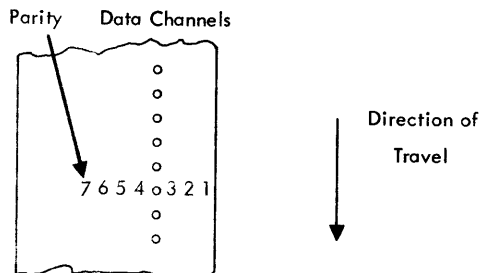 Parity Data Channels
Direction of
Travel
7 6 5 4 3 2 1